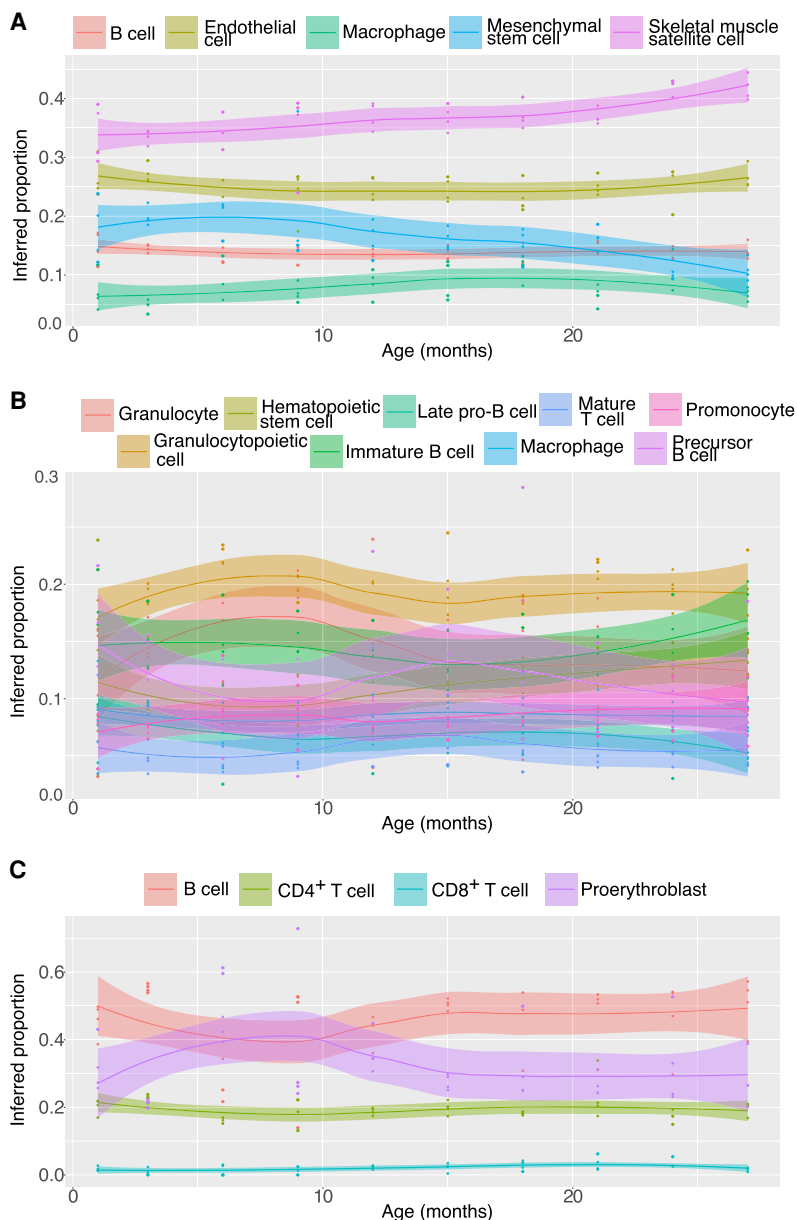 A
B cell
Endothelial
cell
Macrophage
Mesenchymal
stem cell
Skeletal muscle
satellite cell
Inferred proportion
0.4
0.3
0.2
0.1
0.0
0
10
20
Age (months)
B
Granulocyte
Hematopoietic
stem cell
Late pro-B cell
Mature
T cell
Promonocyte
Granulocytopoietic
cell
Immature B cell
Macrophage
Precursor
B cell
Inferred proportion
0.3
0.2
0.1
0.0
0
10
20
Age (months)
C
B cell
CD4+ T cell
CD8+ T cell
Proerythroblast
Inferred proportion
0.6
0.4
0.2
0.0
0
10
20
Age (months)